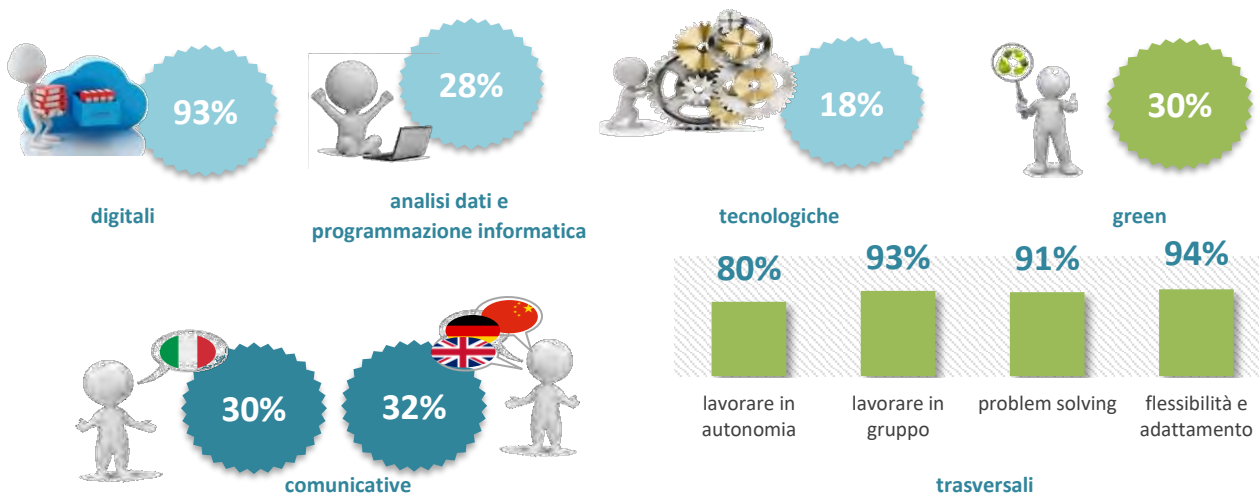 93%
28%
18%
30%
digitali
analisi dati e
programmazione informatica
tecnologiche
green
80%
93%
91%
94%
lavorare in
autonomia
lavorare in
gruppo
problem solving
flessibilità e
adattamento
30%
32%
comunicative
trasversali